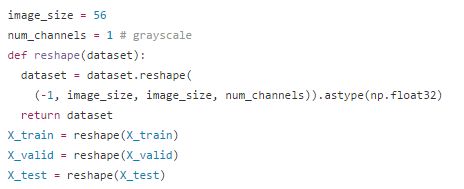 image_size = 56
num_channels = 1 # grayscale
def reshape(dataset):
  dataset = dataset.reshape(
    (-1, image_size, image_size, num_channels)).astype(np.float32)
  return dataset
X_train = reshape(X_train)
X_valid = reshape(X_valid)
X_test = reshape(X_test)